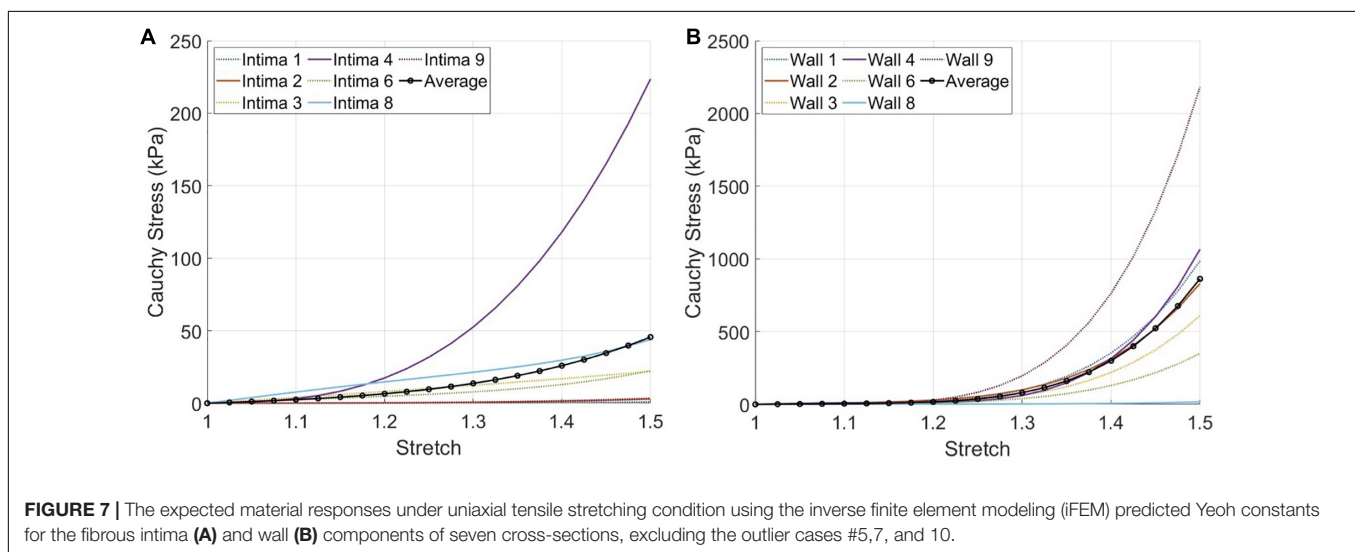 A
250
200
150
100
50
0
Cauchy Stress (kPa)
Intima 1 Intima 4 Intima 9
Intima 2 Intima 6 Average
Intima 3 Intima 8
1 1.1 1.2 1.3 1.4 1.5
Stretch
B
2500
2000
1500
1000
500
0
Cauchy Stress (kPa)
Wall 1 Wall 4 Wall 9
Wall 2 Wall 6 Average
Wall 3 Wall 8
1 1.1 1.2 1.3 1.4 1.5
Stretch
FIGURE 7 | The expected material responses under uniaxial tensile stretching condition using the inverse finite element modeling (iFEM) predicted Yeoh constants
for the fibrous intima (A) and wall (B) components of seven cross-sections, excluding the outlier cases #5,7, and 10.